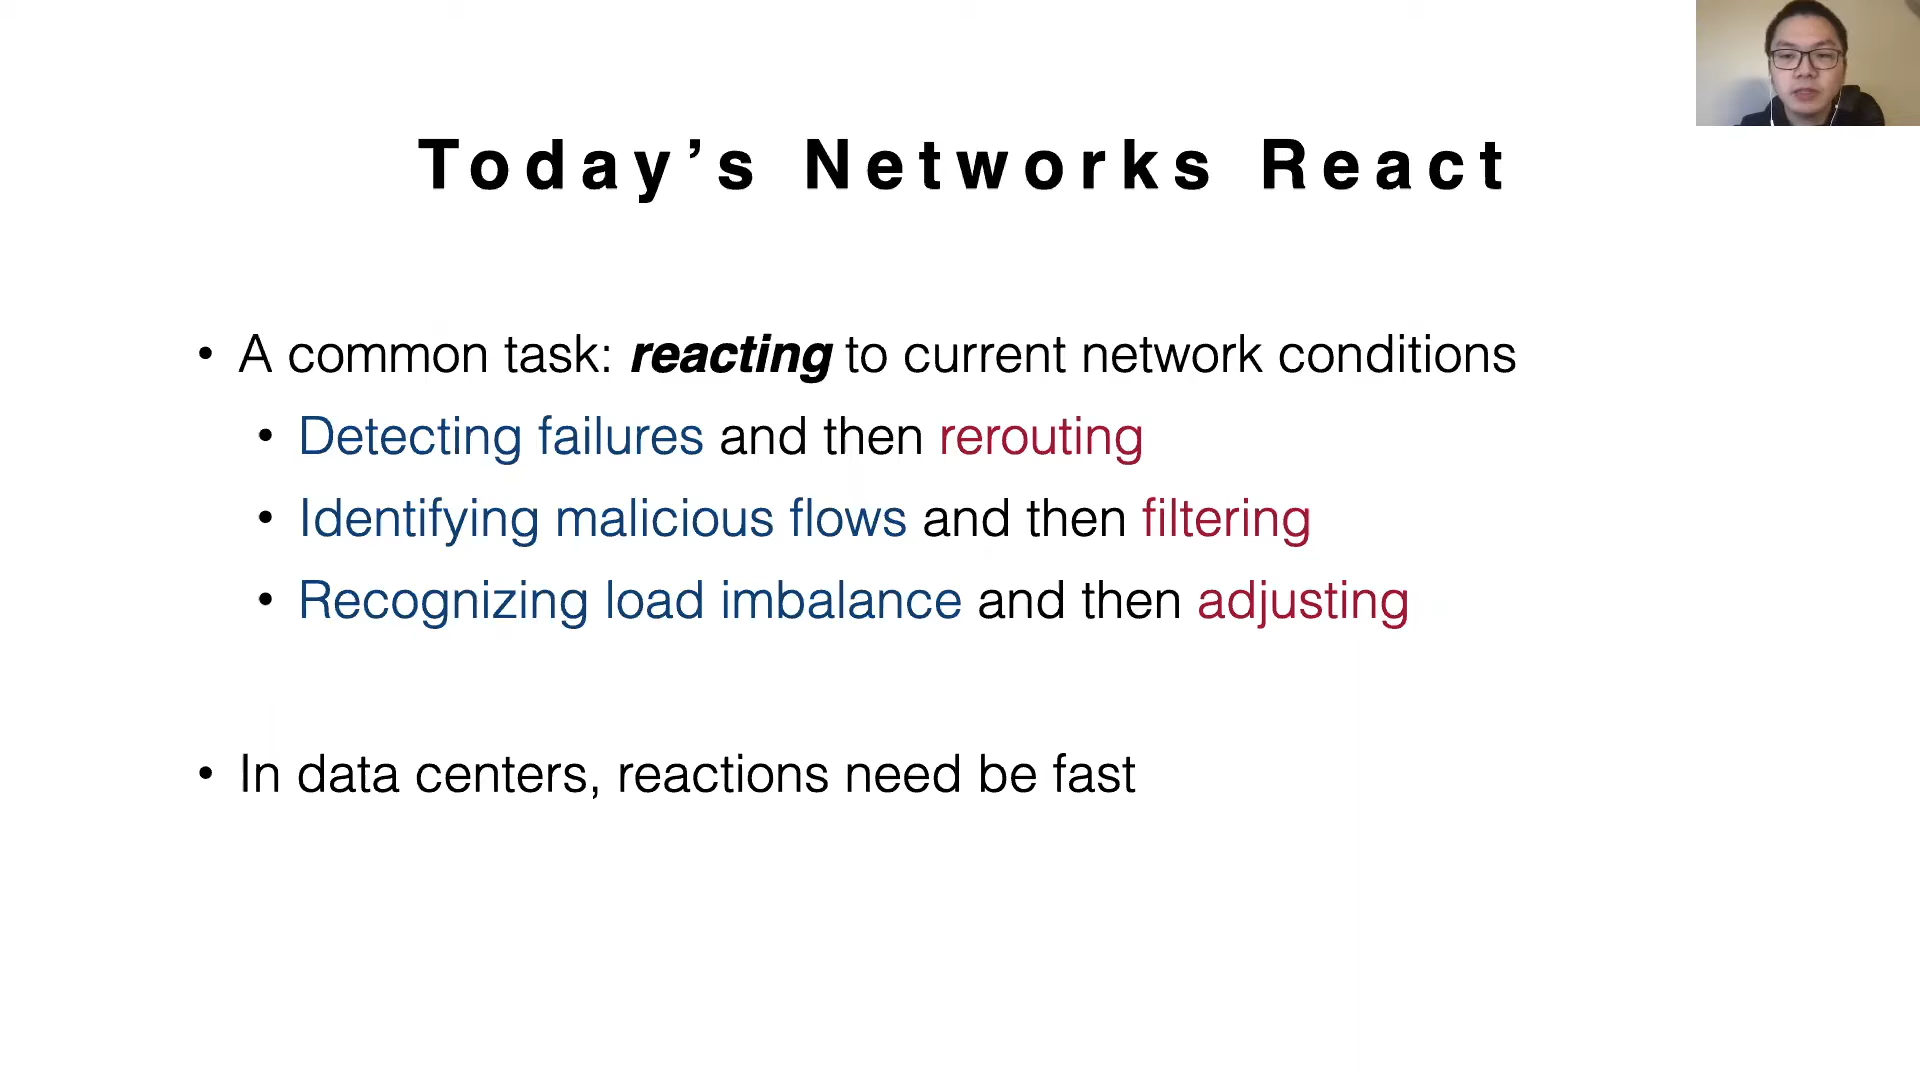 Today’s Networks React
• A common task: reacting to current network conditions
• Detecting failures and then rerouting
• Identifying malicious flows and then filtering
• Recognizing load imbalance and then adjusting
• In data centers, reactions need be fast